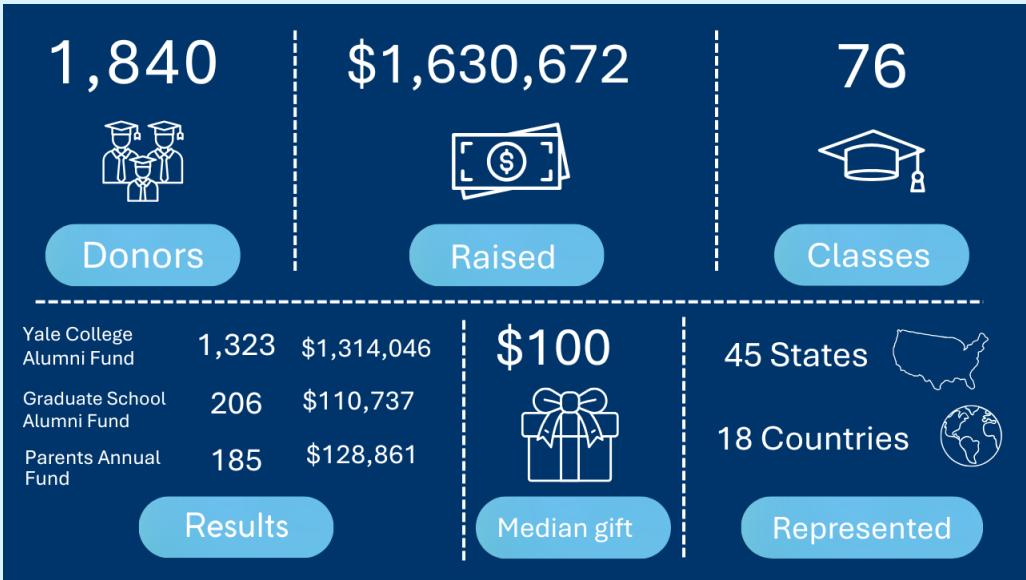 1,840
$1,630,672
76
$
Donors
Raised
Classes
Yale College
Alumni Fund
1,323
$1,314,046
Graduate School
Alumni Fund
206
$110,737
Parents Annual
Fund
185
$128,861
Results
$100
Median gift
45 States
18 Countries
Represented